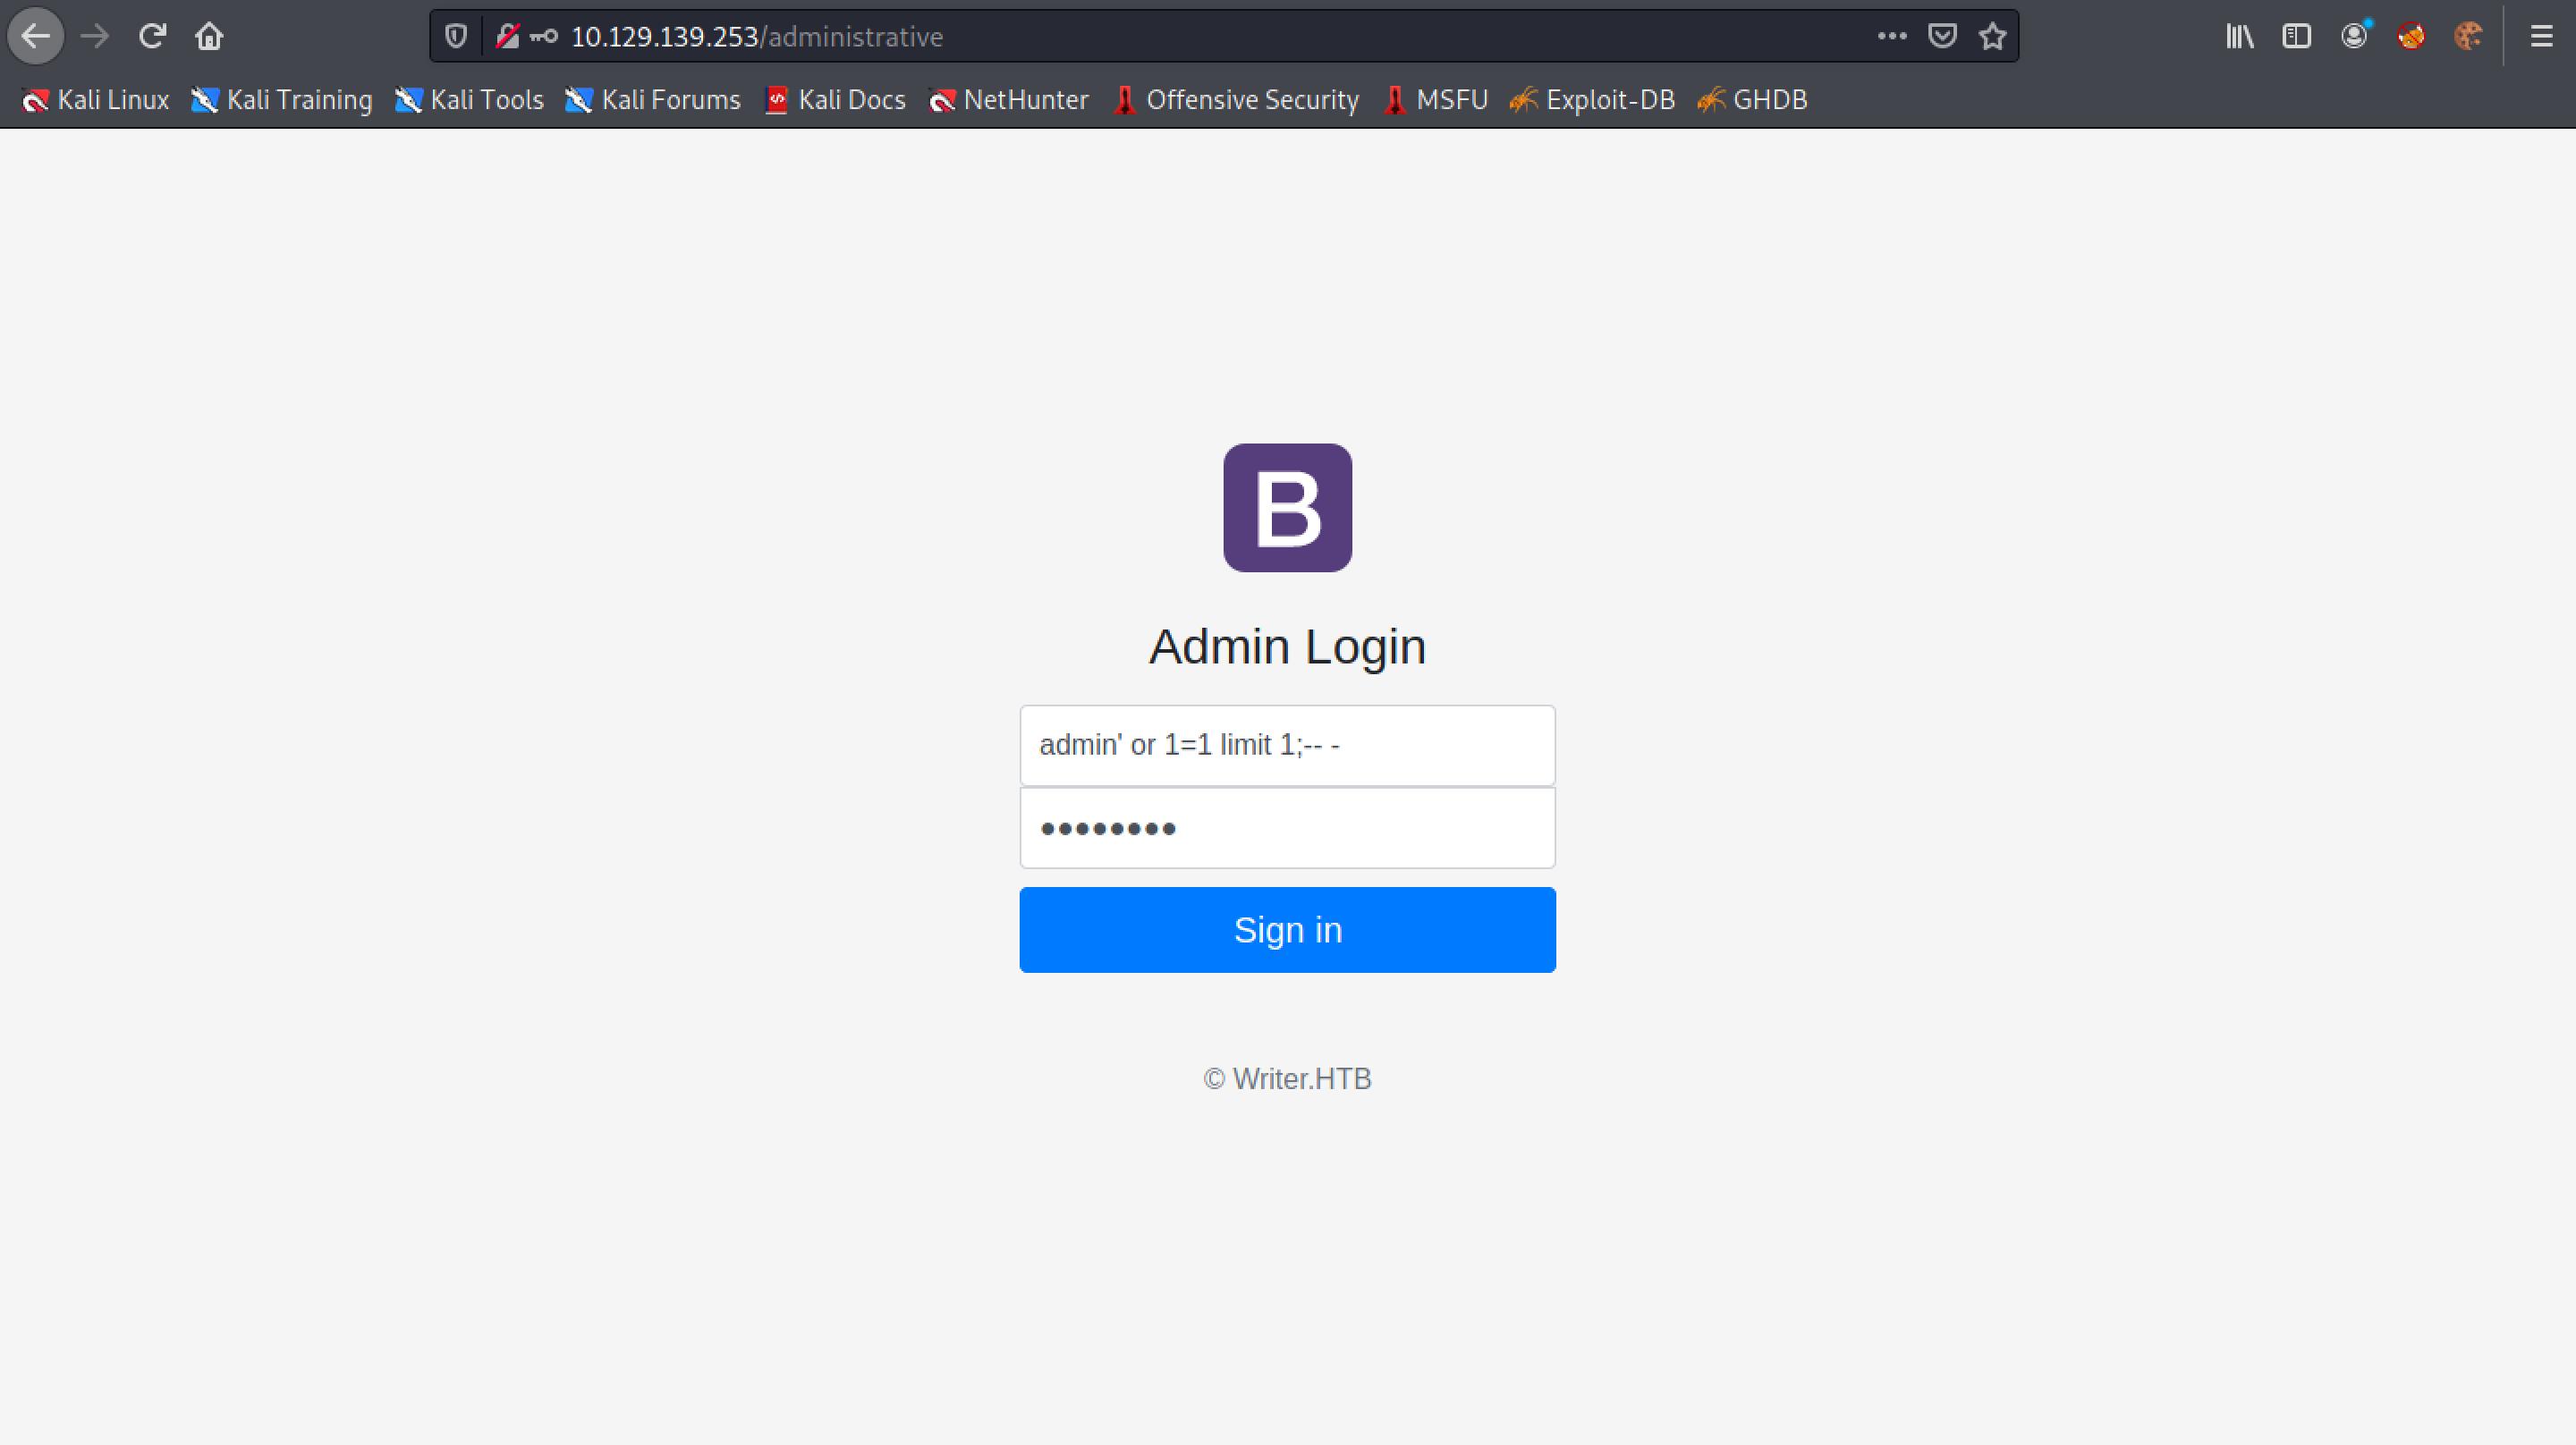 10.129.139.253/administrative
Kali Linux Kali Training Kali Tools Kali Forums Kali Docs NetHunter Offensive Security MSFU Exploit-DB GHDB
B
Admin Login
admin' or 1=1 limit 1;-- -
••••••••
Sign in
© Writer.HTB